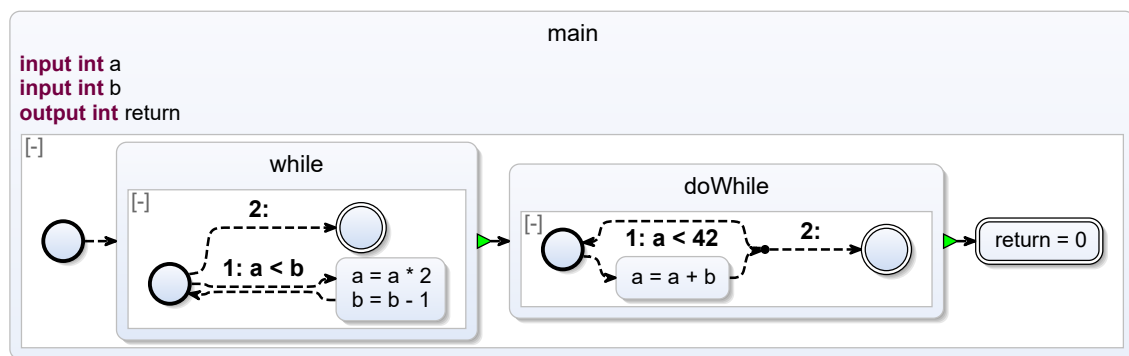 main
input int a
input int b
output int return
[-]
while
[-]
2:
1: a < b
a = a * 2
b = b - 1
doWhile
[-]
1: a < 42
2:
a = a + b
return = 0